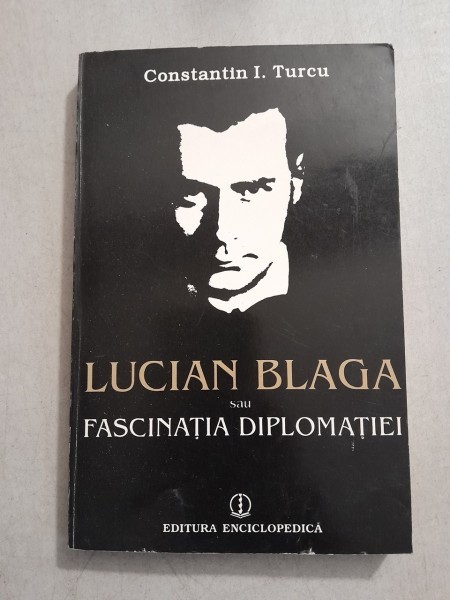 Constantin I. Turcu
LUCIAN BLAGA
sau
FASCINAȚIA DIPLOMAȚIEI
EDITURA ENCICLOPEDICĂ